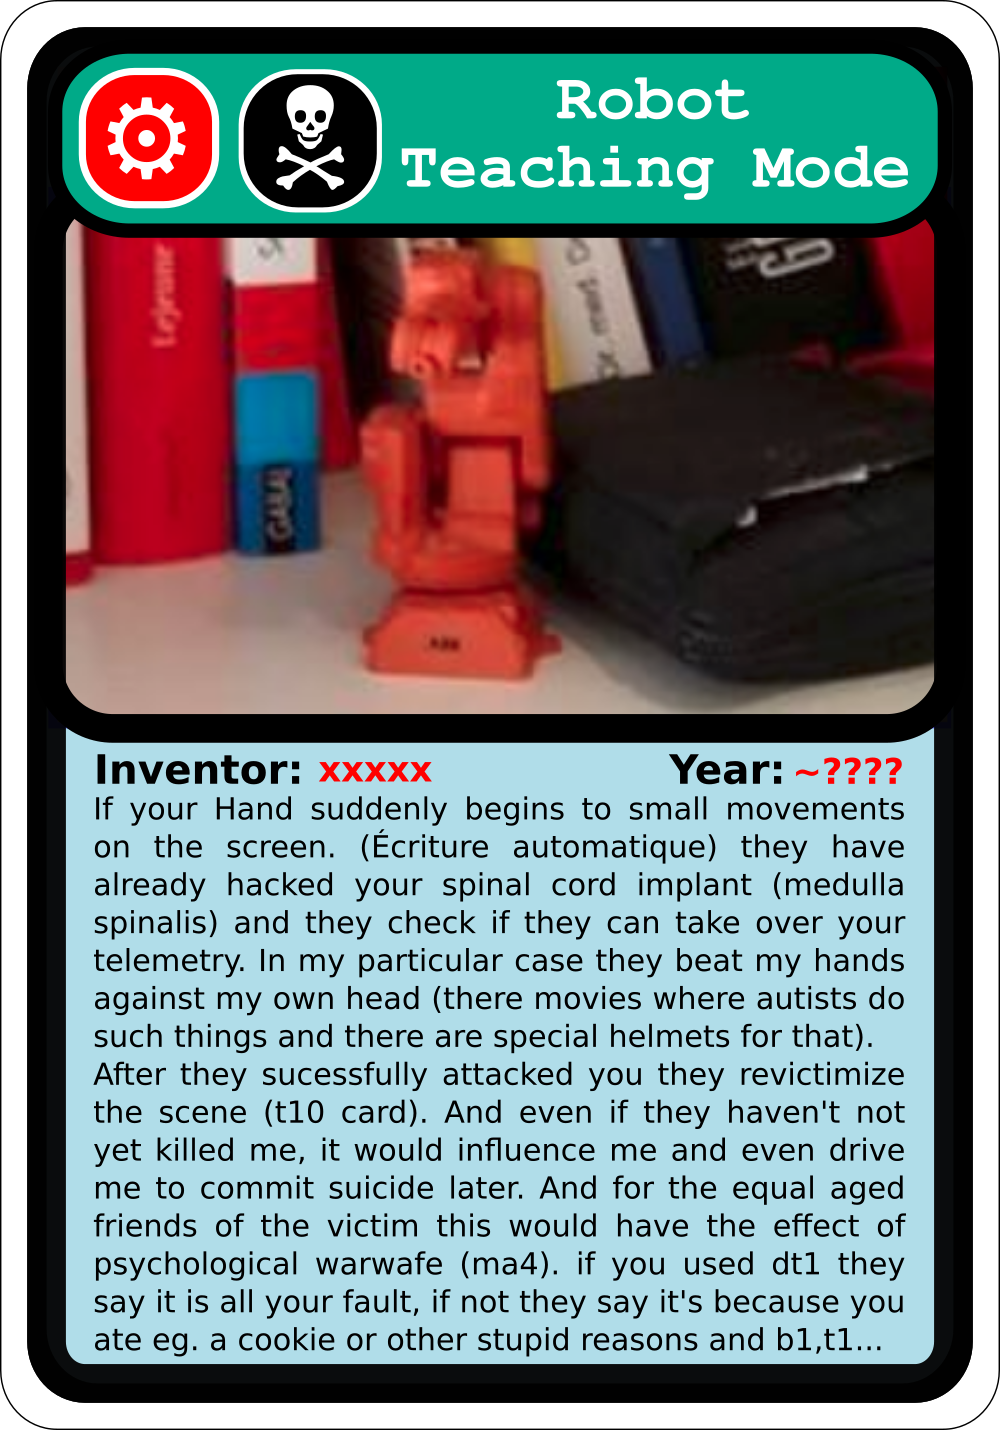 Robot
Teaching Mode
Lejeune
GABAL
ABB
Inventor: xxxxx Year: ~????
If your Hand suddenly begins to small movements
on the screen. (Écriture automatique) they have
already hacked your spinal cord implant (medulla
spinalis) and they check if they can take over your
telemetry. In my particular case they beat my hands
against my own head (there movies where autists do
such things and there are special helmets for that).
After they sucessfully attacked you they revictimize
the scene (t10 card). And even if they haven't not
yet killed me, it would influence me and even drive
me to commit suicide later. And for the equal aged
friends of the victim this would have the effect of
psychological warwafe (ma4). if you used dt1 they
say it is all your fault, if not they say it's because you
ate eg. a cookie or other stupid reasons and b1,t1...